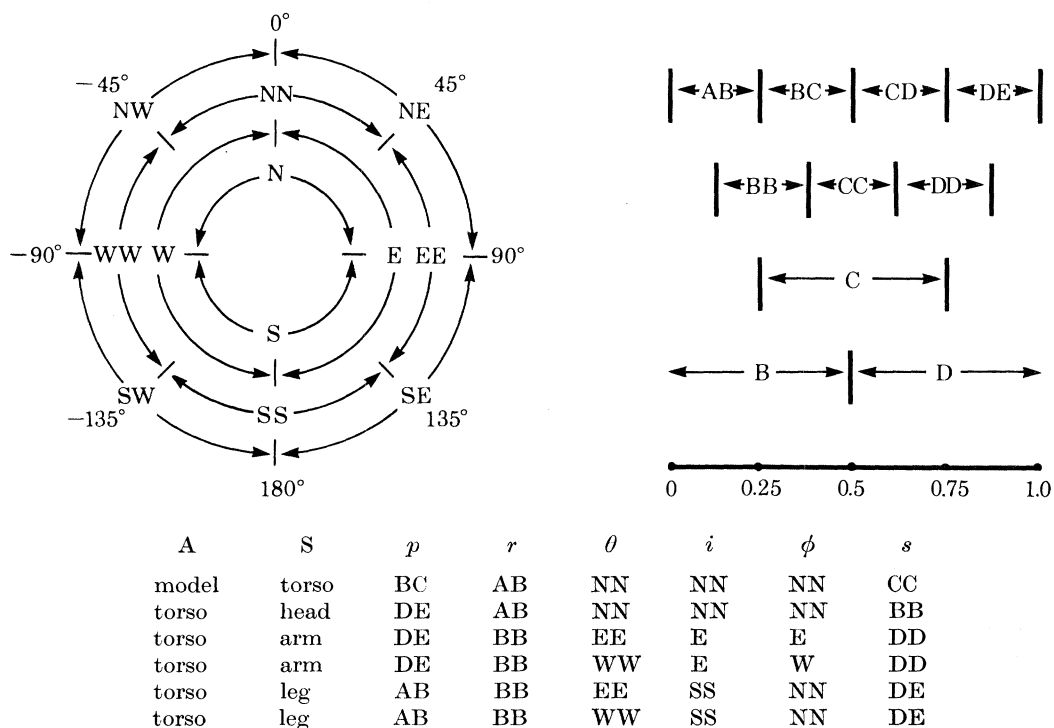 0°
−45° 45°
NW NN NE
N
−90° WW W E EE 90°
S
SW SS SE
−135° 135°
180°
AB BC CD DE
BB CC DD
C
B D
0 0.25 0.5 0.75 1.0
A S p r θ i ϕ s
model torso BC AB NN NN NN CC
torso head DE AB NN NN NN BB
torso arm DE BB EE E E DD
torso arm DE BB WW E W DD
torso leg AB BB EE SS NN DE
torso leg AB BB WW SS NN DE